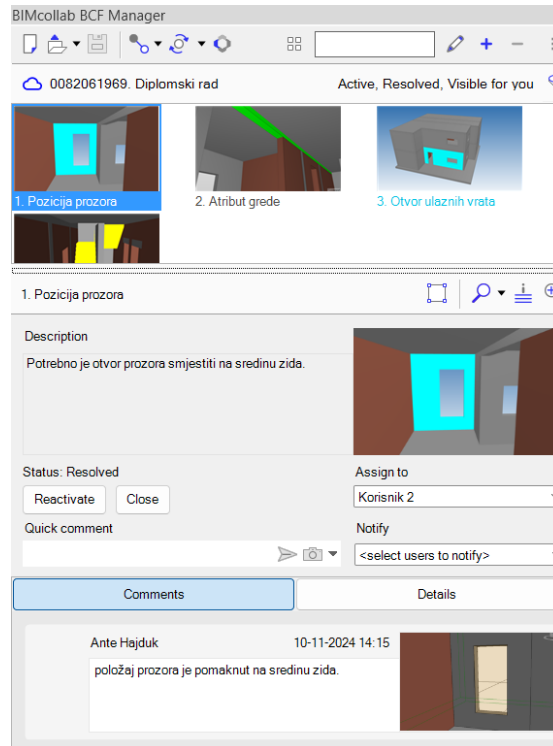 BIMcollab BCF Manager
0082061969. Diplomski rad
Active, Resolved, Visible for you
1. Pozicija prozora
2. Atribut grede
3. Otvor ulaznih vrata
1. Pozicija prozora
Description
Potrebno je otvor prozora smjestiti na sredinu zida.
Status: Resolved
Assign to
Reactivate
Close
Korisnik 2
Quick comment
Notify
<select users to notify>
Comments
Details
Ante Hajduk
10-11-2024 14:15
položaj prozora je pomaknut na sredinu zida.